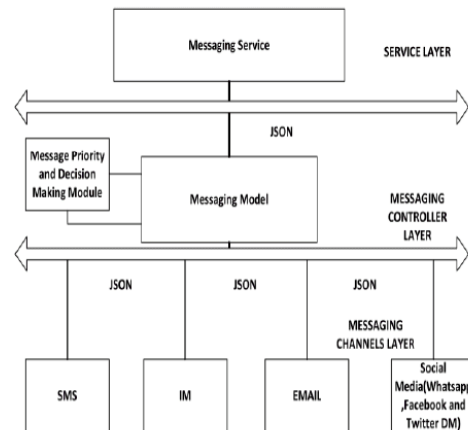 Messaging Service
SERVICE LAYER
JSON
Message Priority
and Decision
Making Module
Messaging Model
MESSAGING
CONTROLLER
LAYER
JSON
JSON
JSON
MESSAGING
CHANNELS LAYER
SMS
IM
EMAIL
Social
Media(Whatsapp
,Facebook and
Twitter DM)